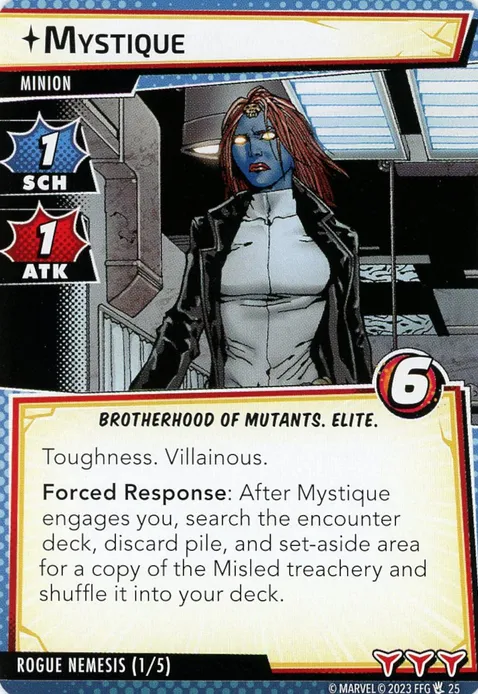 Mystique
MINION
1
SCH
1
ATK
6
BROTHERHOOD OF MUTANTS. ELITE.
Toughness. Villainous.
Forced Response: After Mystique
engages you, search the encounter
deck, discard pile, and set-aside area
for a copy of the Misled treachery and
shuffle it into your deck.
ROGUE NEMESIS (1/5)
© MARVEL © 2023 FFG 25